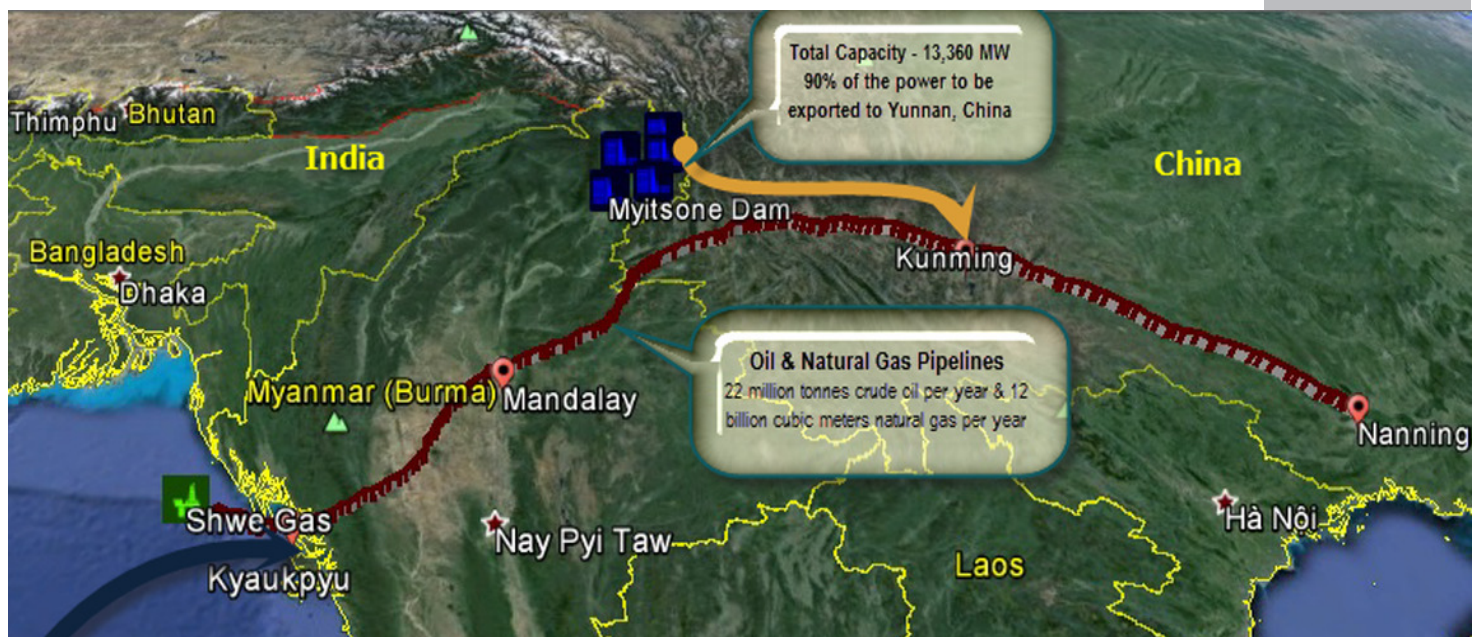 Total Capacity - 13,360 MW
90% of the power to be
exported to Yunnan, China
Thimphu
Bhutan
India
China
Myitsone Dam
Bangladesh
Dhaka
Kunming
Oil & Natural Gas Pipelines
22 million tonnes crude oil per year & 12
billion cubic meters natural gas per year
Myanmar (Burma)
Mandalay
Nanning
Shwe Gas
Nay Pyi Taw
Hà Nội
Kyaukpyu
Laos